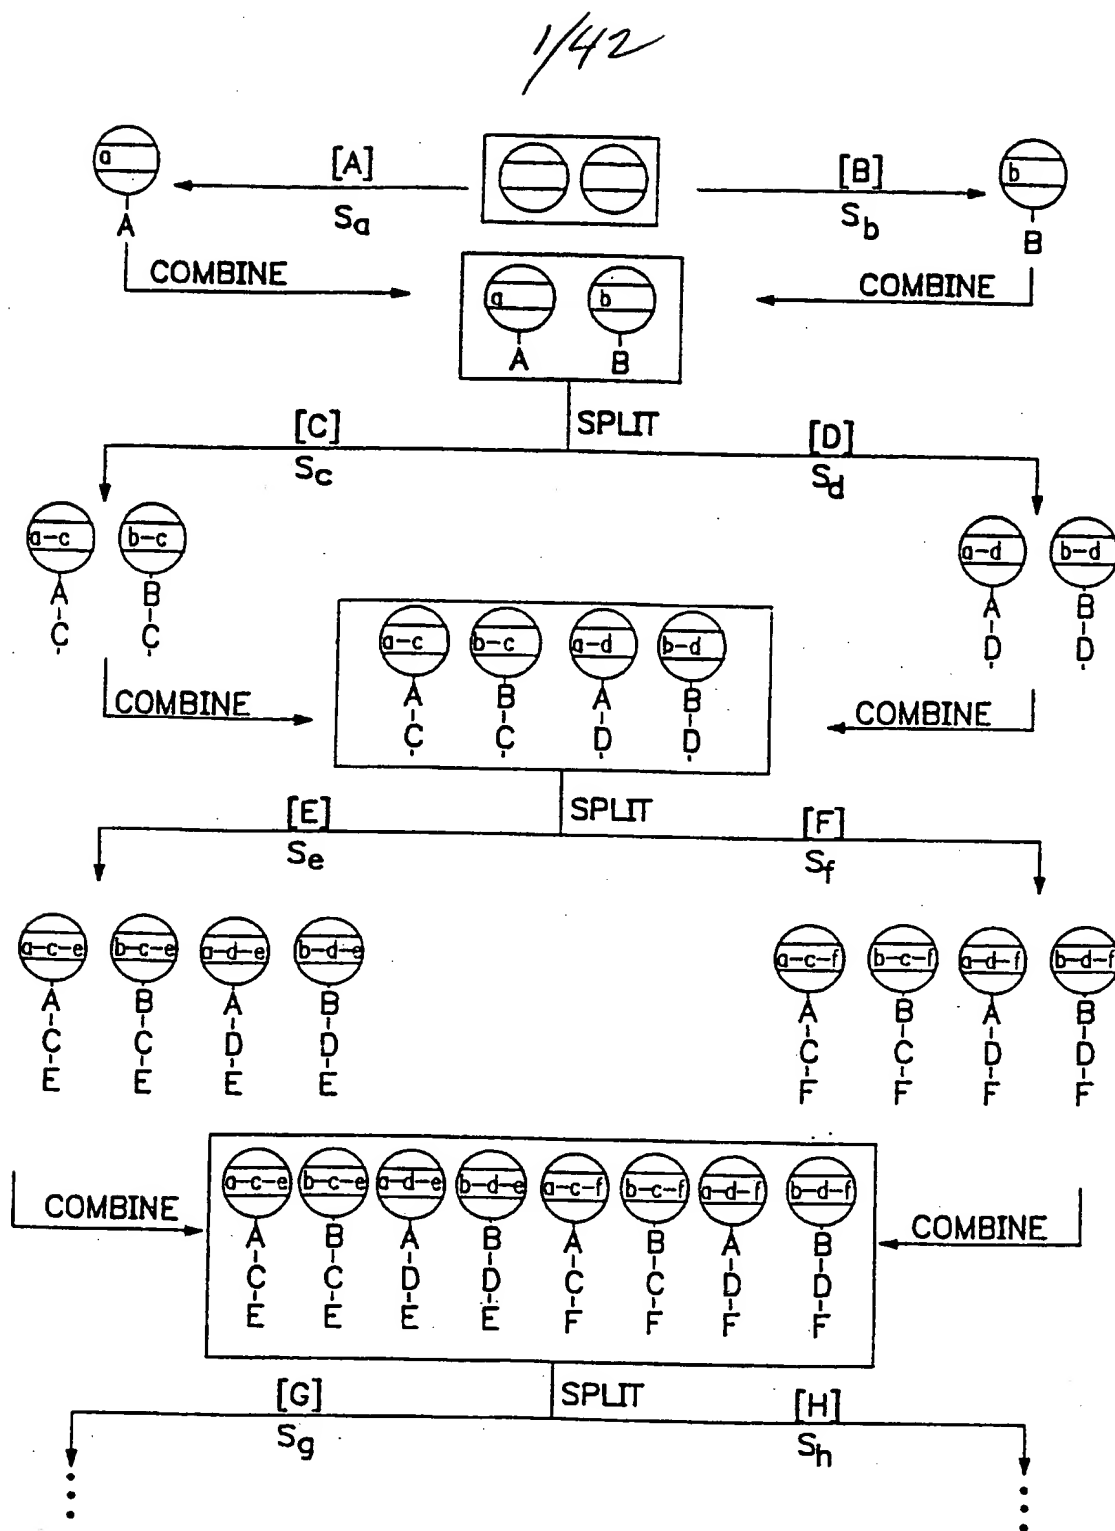 1/42
a [A] [B] b
A Sa Sb B
COMBINE a b COMBINE
A B
SPLIT
[C] [D]
Sc Sd
a-c b-c a-d b-d
A B A B
C C D D
a-c b-c a-d b-d
COMBINE A B A B COMBINE
C C D D
SPLIT
[E] [F]
Se Sf
a-c-e b-c-e a-d-e b-d-e a-c-f b-c-f a-d-f b-d-f
A B A B A B A B
C C D D C C D D
E E E E F F F F
a-c-e b-c-e a-d-e b-d-e a-c-f b-c-f a-d-f b-d-f
COMBINE A B A B A B A B COMBINE
C C D D C C D D
E E E E F F F F
SPLIT
[G] [H]
Sg Sh